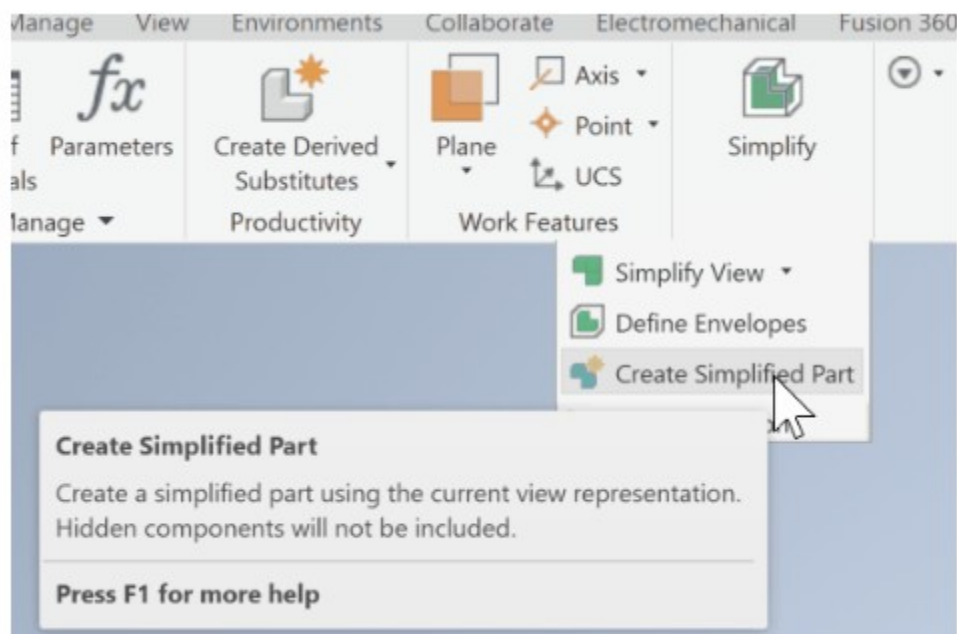 Manage View Environments Collaborate Electromechanical Fusion 360
fx
Parameters
Create Derived
Substitutes
Plane
Axis
Point
UCS
Simplify
Productivity
Work Features
Simplify View
Define Envelopes
Create Simplified Part
Create Simplified Part
Create a simplified part using the current view representation.
Hidden components will not be included.
Press F1 for more help